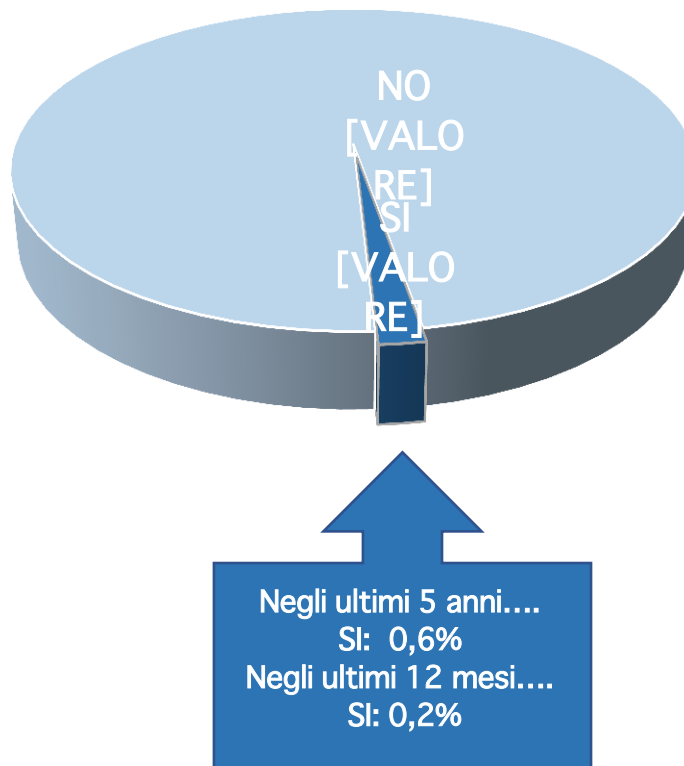 NO
[VALO
RE]
SI
[VALO
RE]
Negli ultimi 5 anni....
SI: 0,6%
Negli ultimi 12 mesi....
SI: 0,2%